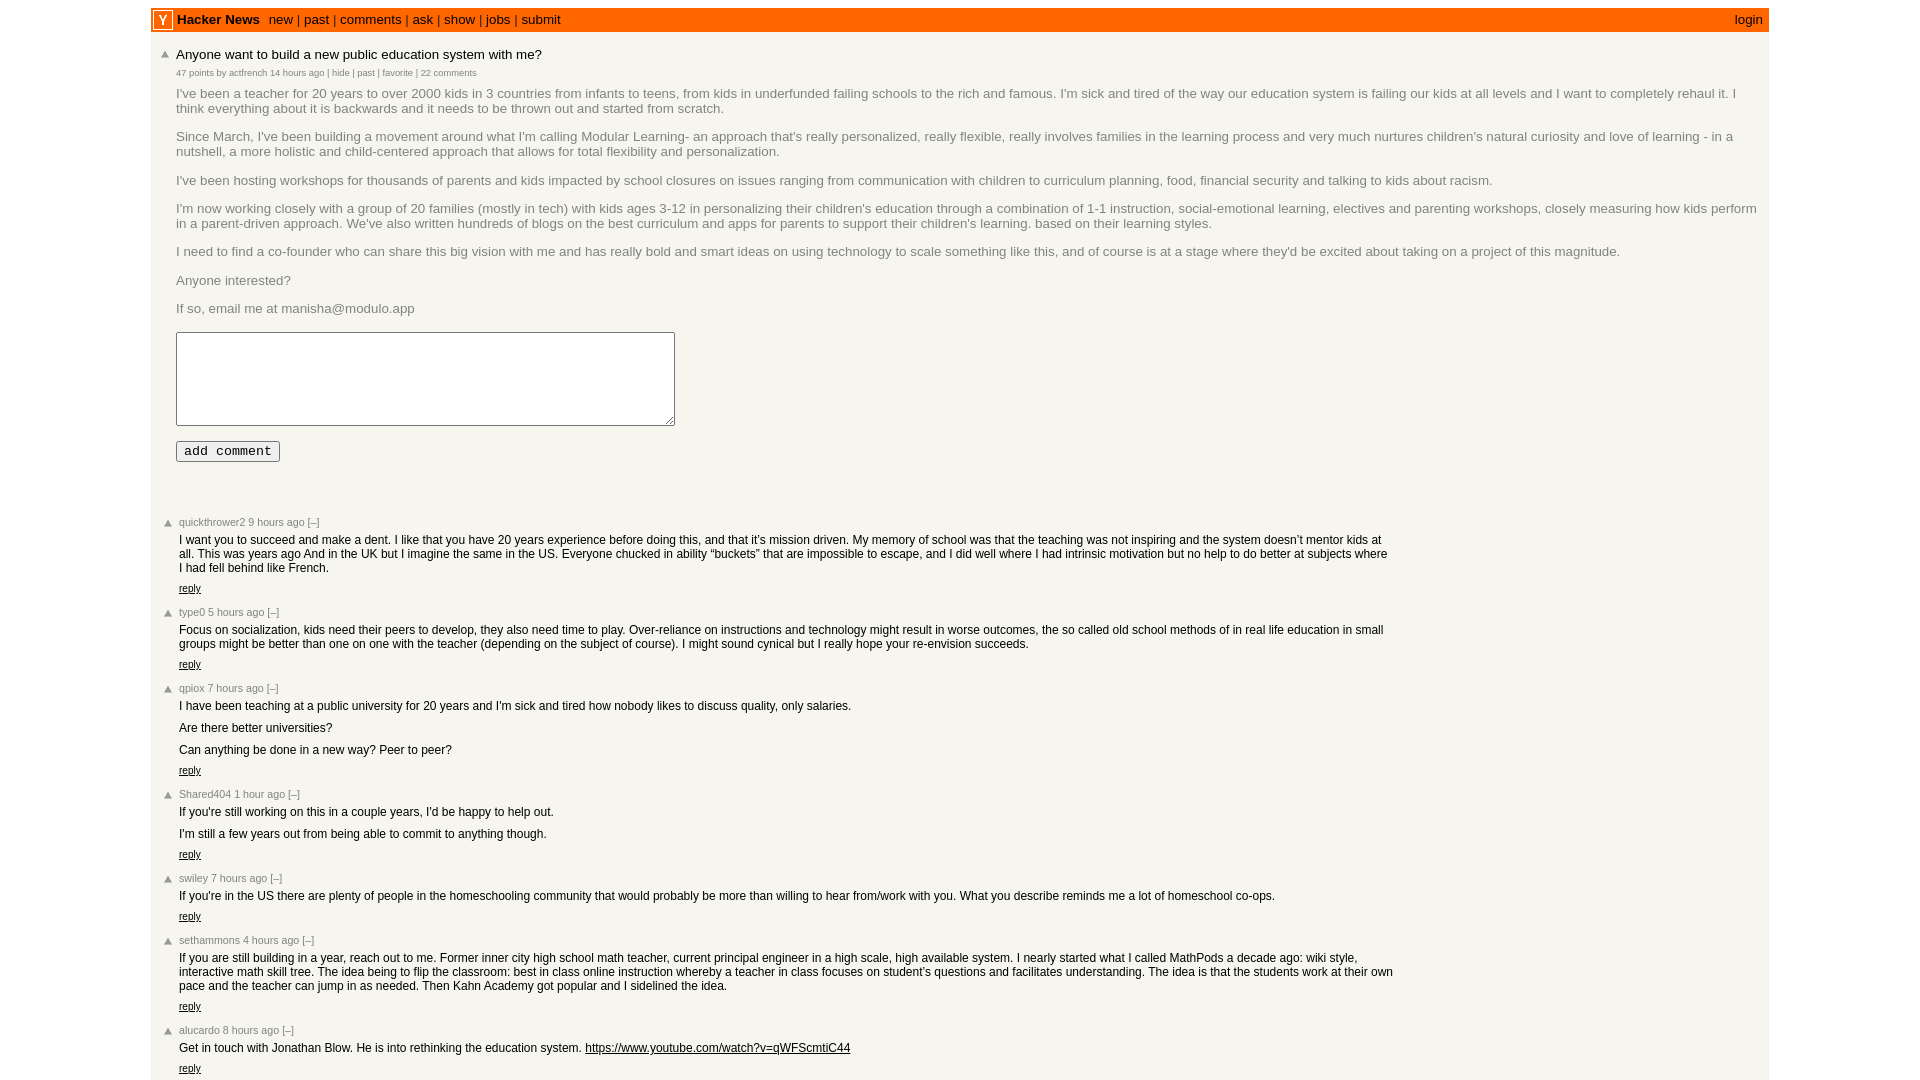 Y Hacker News new | past | comments | ask | show | jobs | submit login
Anyone want to build a new public education system with me?
47 points by actfrench 14 hours ago | hide | past | favorite | 22 comments
I've been a teacher for 20 years to over 2000 kids in 3 countries from infants to teens, from kids in underfunded failing schools to the rich and famous. I'm sick and tired of the way our education system is failing our kids at all levels and I want to completely rehaul it. I
think everything about it is backwards and it needs to be thrown out and started from scratch.
Since March, I've been building a movement around what I'm calling Modular Learning- an approach that's really personalized, really flexible, really involves families in the learning process and very much nurtures children's natural curiosity and love of learning - in a
nutshell, a more holistic and child-centered approach that allows for total flexibility and personalization.
I've been hosting workshops for thousands of parents and kids impacted by school closures on issues ranging from communication with children to curriculum planning, food, financial security and talking to kids about racism.
I'm now working closely with a group of 20 families (mostly in tech) with kids ages 3-12 in personalizing their children's education through a combination of 1-1 instruction, social-emotional learning, electives and parenting workshops, closely measuring how kids perform
in a parent-driven approach. We've also written hundreds of blogs on the best curriculum and apps for parents to support their children's learning. based on their learning styles.
I need to find a co-founder who can share this big vision with me and has really bold and smart ideas on using technology to scale something like this, and of course is at a stage where they'd be excited about taking on a project of this magnitude.
Anyone interested?
If so, email me at manisha@modulo.app
add comment
quickthrower2 9 hours ago [–]
I want you to succeed and make a dent. I like that you have 20 years experience before doing this, and that it’s mission driven. My memory of school was that the teaching was not inspiring and the system doesn’t mentor kids at
all. This was years ago And in the UK but I imagine the same in the US. Everyone chucked in ability “buckets” that are impossible to escape, and I did well where I had intrinsic motivation but no help to do better at subjects where
I had fell behind like French.
reply
type0 5 hours ago [–]
Focus on socialization, kids need their peers to develop, they also need time to play. Over-reliance on instructions and technology might result in worse outcomes, the so called old school methods of in real life education in small
groups might be better than one on one with the teacher (depending on the subject of course). I might sound cynical but I really hope your re-envision succeeds.
reply
qpiox 7 hours ago [–]
I have been teaching at a public university for 20 years and I'm sick and tired how nobody likes to discuss quality, only salaries.
Are there better universities?
Can anything be done in a new way? Peer to peer?
reply
Shared404 1 hour ago [–]
If you're still working on this in a couple years, I'd be happy to help out.
I'm still a few years out from being able to commit to anything though.
reply
swiley 7 hours ago [–]
If you're in the US there are plenty of people in the homeschooling community that would probably be more than willing to hear from/work with you. What you describe reminds me a lot of homeschool co-ops.
reply
sethammons 4 hours ago [–]
If you are still building in a year, reach out to me. Former inner city high school math teacher, current principal engineer in a high scale, high available system. I nearly started what I called MathPods a decade ago: wiki style,
interactive math skill tree. The idea being to flip the classroom: best in class online instruction whereby a teacher in class focuses on student’s questions and facilitates understanding. The idea is that the students work at their own
pace and the teacher can jump in as needed. Then Kahn Academy got popular and I sidelined the idea.
reply
alucardo 8 hours ago [–]
Get in touch with Jonathan Blow. He is into rethinking the education system. https://www.youtube.com/watch?v=qWFScmtiC44
reply